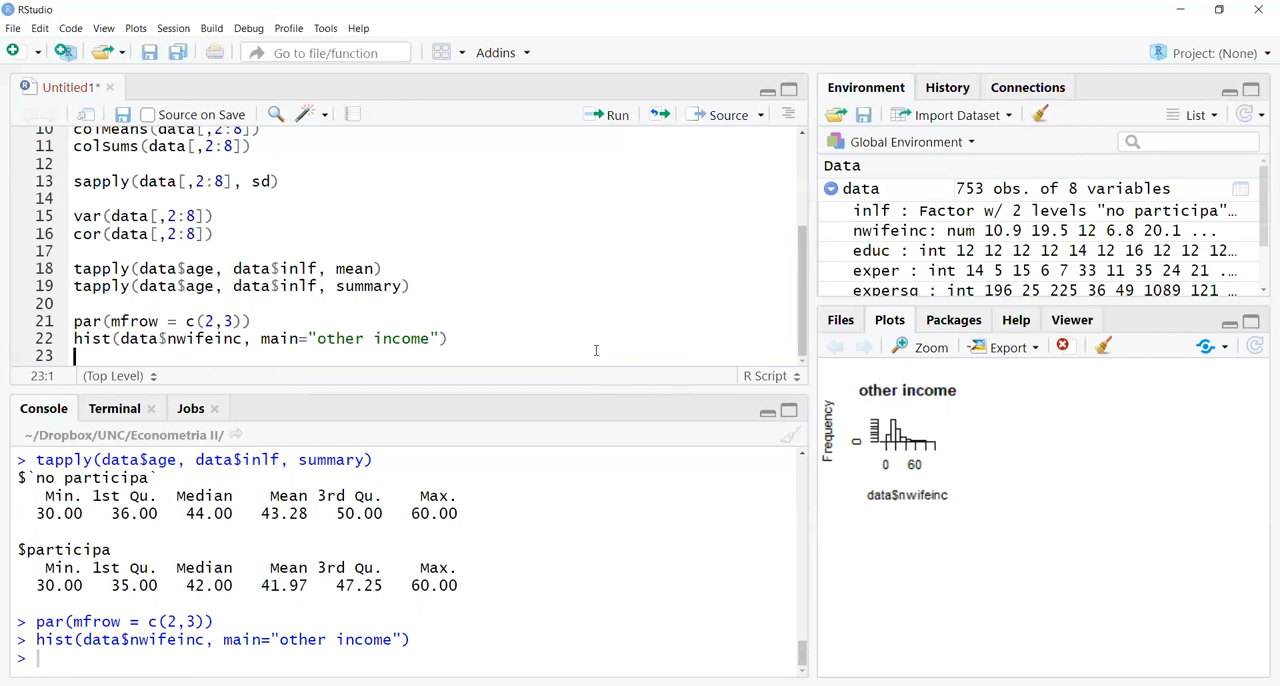 RStudio
File Edit Code View Plots Session Build Debug Profile Tools Help
Go to file/function Addins Project: (None)
Untitled1*
Source on Save Run Source
10 colMeans(data[,2:8])
11 colSums(data[,2:8])
12
13 sapply(data[,2:8], sd)
14
15 var(data[,2:8])
16 cor(data[,2:8])
17
18 tapply(data$age, data$inlf, mean)
19 tapply(data$age, data$inlf, summary)
20
21 par(mfrow = c(2,3))
22 hist(data$nwifeinc, main="other income")
23
23:1 (Top Level) R Script
Console Terminal Jobs
~/Dropbox/UNC/Econometria II/
> tapply(data$age, data$inlf, summary)
$`no participa`
Min. 1st Qu. Median Mean 3rd Qu. Max.
30.00 36.00 44.00 43.28 50.00 60.00
$participa
Min. 1st Qu. Median Mean 3rd Qu. Max.
30.00 35.00 42.00 41.97 47.25 60.00
> par(mfrow = c(2,3))
> hist(data$nwifeinc, main="other income")
>
Environment History Connections
Import Dataset List
Global Environment
Data
data 753 obs. of 8 variables
inlf : Factor w/ 2 levels "no participa"…
nwifeinc: num 10.9 19.5 12 6.8 20.1 ...
educ : int 12 12 12 12 14 12 16 12 12 12…
exper : int 14 5 15 6 7 33 11 35 24 21 .…
expersq : int 196 25 225 36 49 1089 121 …
Files Plots Packages Help Viewer
Zoom Export
other income
Frequency
0
0 60
data$nwifeinc